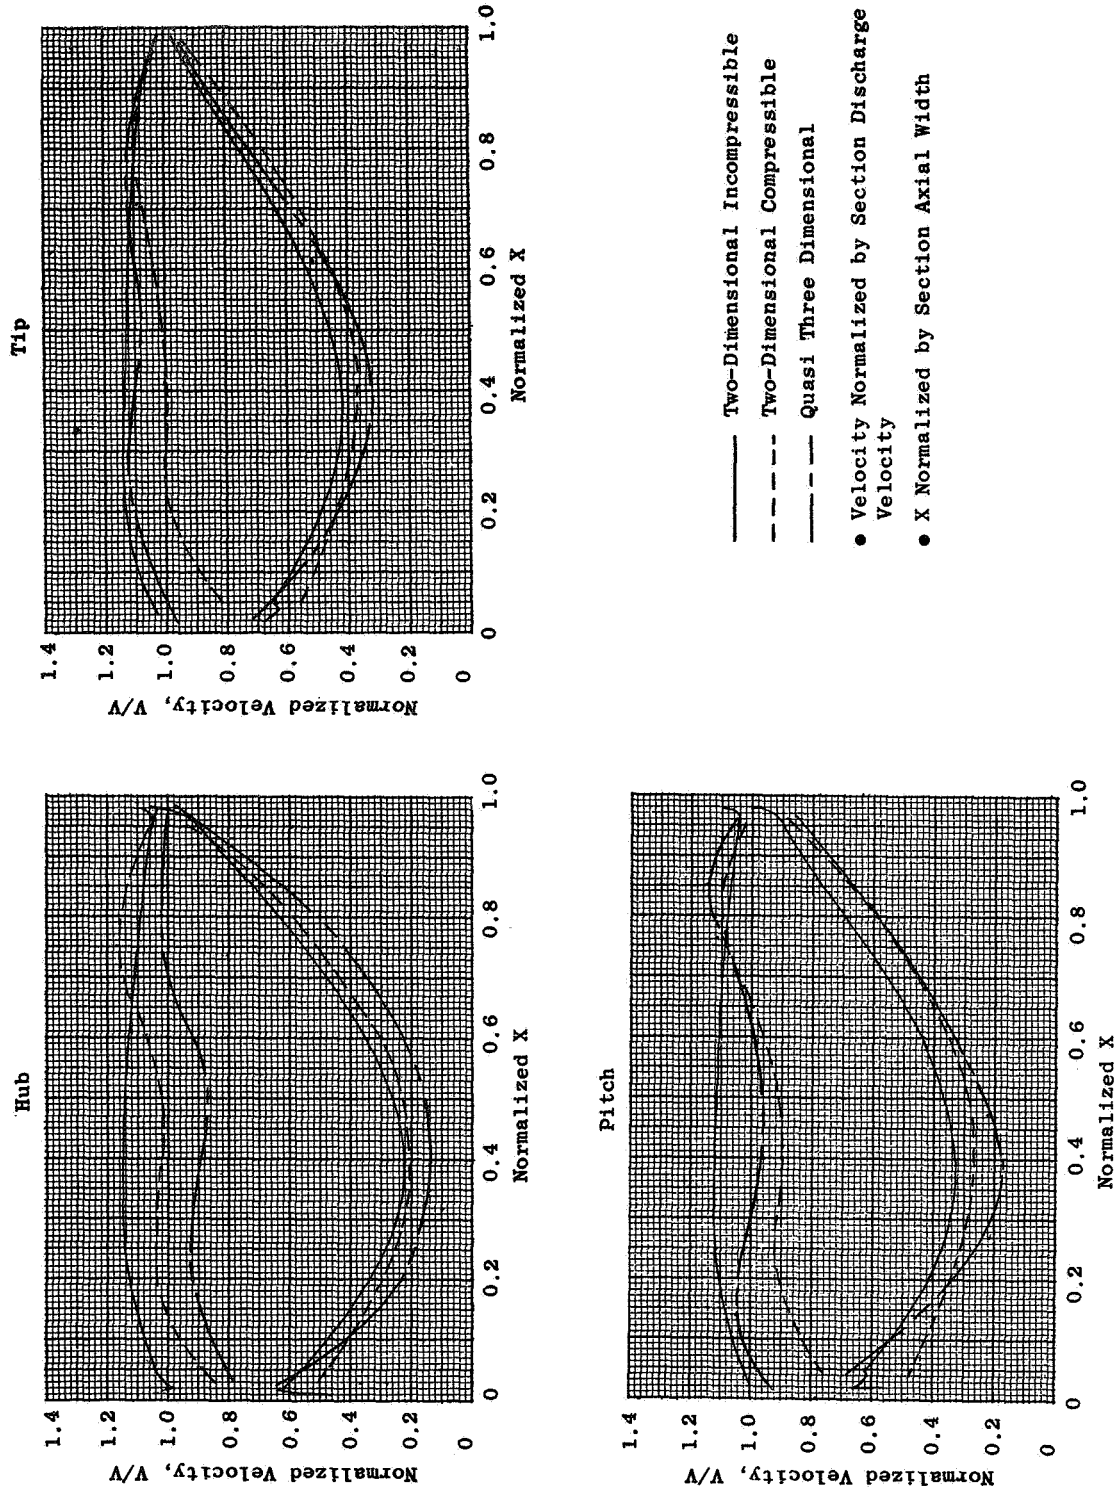 Hub
1.4
1.2
1.0
0.8
0.6
0.4
0.2
0
Normalized Velocity, V/V
0
0.2
0.4
0.6
0.8
1.0
Normalized X
Tip
1.4
1.2
1.0
0.8
0.6
0.4
0.2
0
Normalized Velocity, V/V
0
0.2
0.4
0.6
0.8
1.0
Normalized X
Pitch
1.4
1.2
1.0
0.8
0.6
0.4
0.2
0
Normalized Velocity, V/V
0
0.2
0.4
0.6
0.8
1.0
Normalized X
Two-Dimensional Incompressible
Two-Dimensional Compressible
Quasi Three Dimensional
● Velocity Normalized by Section Discharge
Velocity
● X Normalized by Section Axial Width